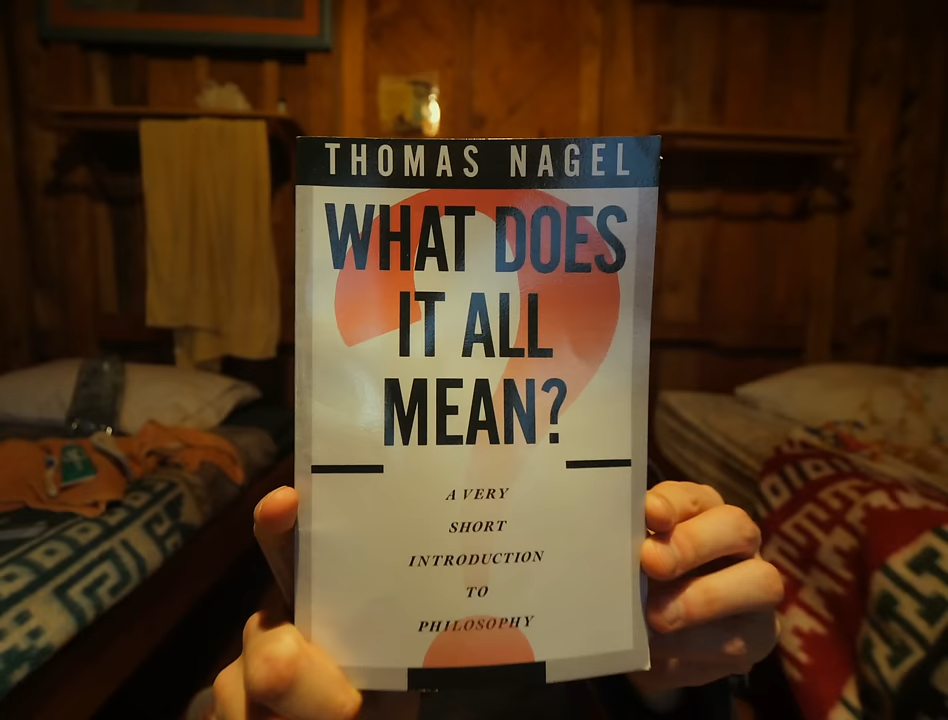 THOMAS NAGEL
WHAT DOES
IT ALL
MEAN?
A VERY
SHORT
INTRODUCTION
TO
PHILOSOPHY